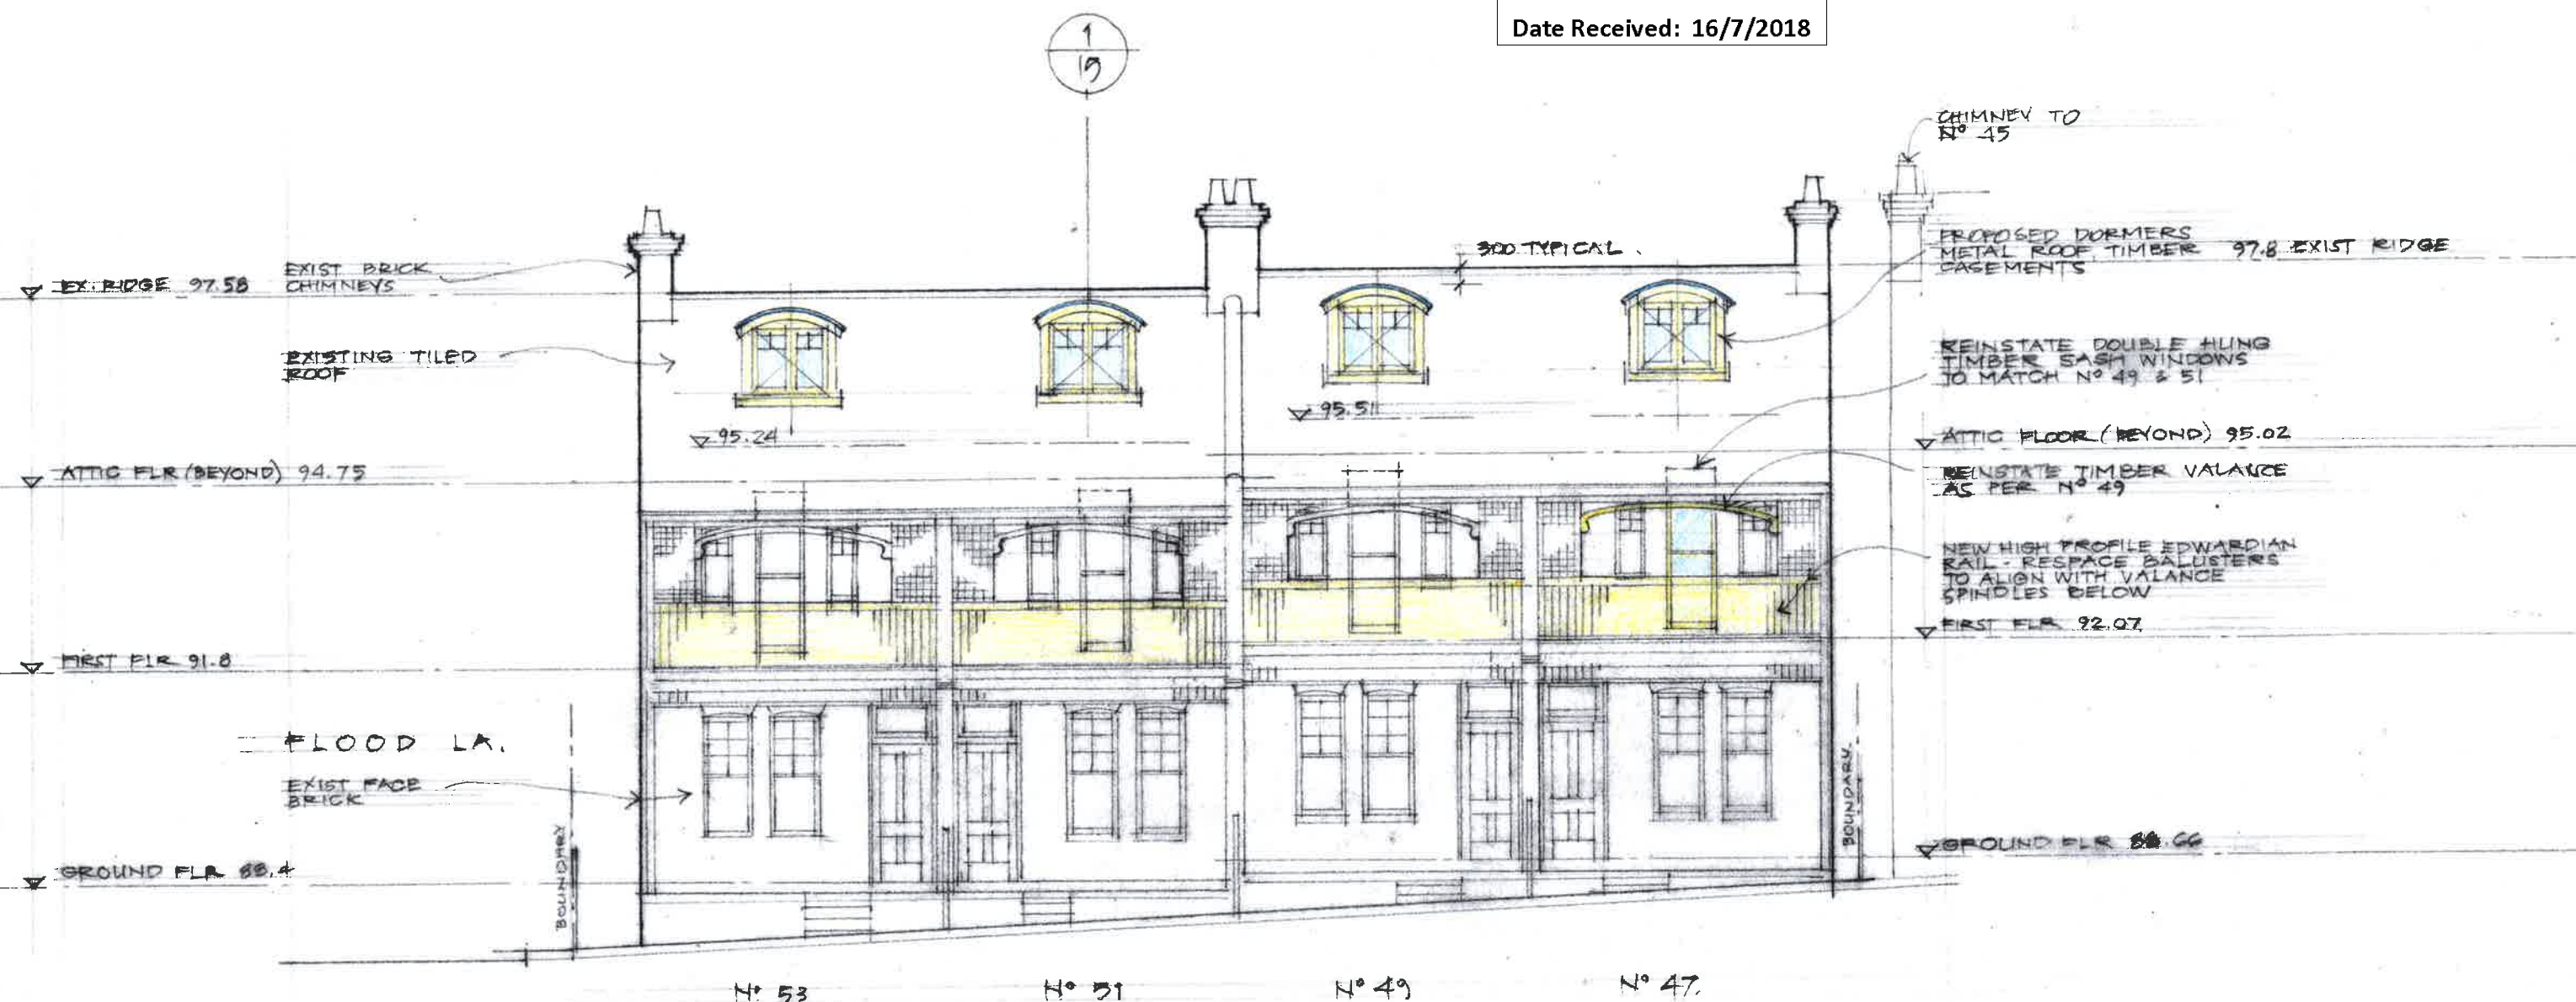 Date Received: 16/7/2018
1
19
CHIMNEY TO
Nº 45
PROPOSED DORMERS
METAL ROOF, TIMBER
CASEMENTS
97.8 EXIST RIDGE
300 TYPICAL.
EXIST BRICK
CHIMNEYS
EX. RIDGE 97.58
EXISTING TILED
ROOF
REINSTATE DOUBLE HUNG
TIMBER SASH WINDOWS
TO MATCH Nº 49 & 51
95.24
95.51
ATTIC FLOOR (BEYOND) 95.02
ATTIC FLR (BEYOND) 94.75
REINSTATE TIMBER VALANCE
AS PER Nº 49
NEW HIGH PROFILE EDWARDIAN
RAIL - RESPACE BALUSTERS
TO ALIGN WITH VALANCE
SPINDLES BELOW
FIRST FLR 92.07
FIRST FLR 91.8
FLOOD LA.
EXIST FACE
BRICK
BOUNDARY
BOUNDARY
GROUND FLR 88.66
GROUND FLR 88.4
Nº 53
Nº 51
Nº 49
Nº 47.